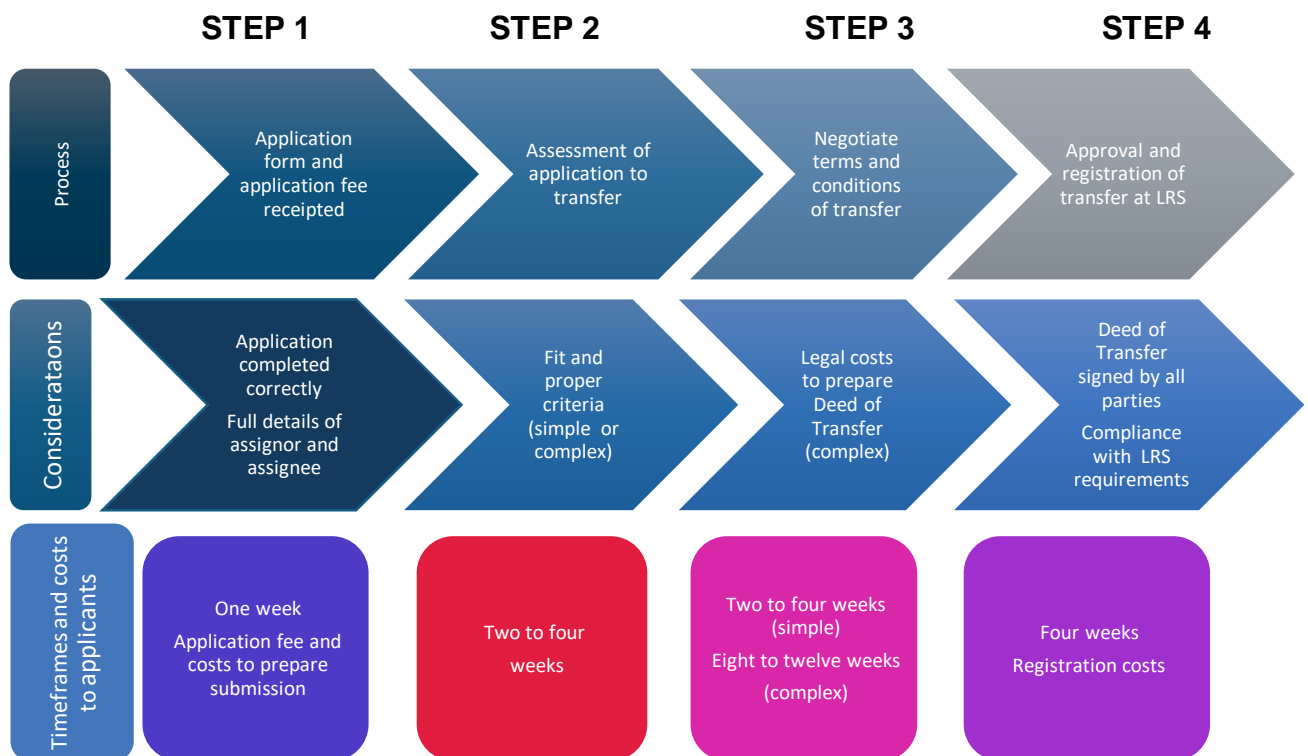 STEP 1
STEP 2
STEP 3
STEP 4
Process
Application
form and
application fee
receipted
Assessment of
application to
transfer
Negotiate
terms and
conditions
of transfer
Approval and
registration of
transfer at LRS
Considerataons
Application
completed
correctly
Full details of
assignor and
assignee
Fit and
proper
criteria
(simple or
complex)
Legal costs
to prepare
Deed of
Transfer
(complex)
Deed of
Transfer
signed by all
parties
Compliance
with LRS
requirements
Timeframes and costs
to applicants
One week
Application fee and
costs to prepare
submission
Two to four
weeks
Two to four weeks
(simple)
Eight to twelve weeks
(complex)
Four weeks
Registration costs